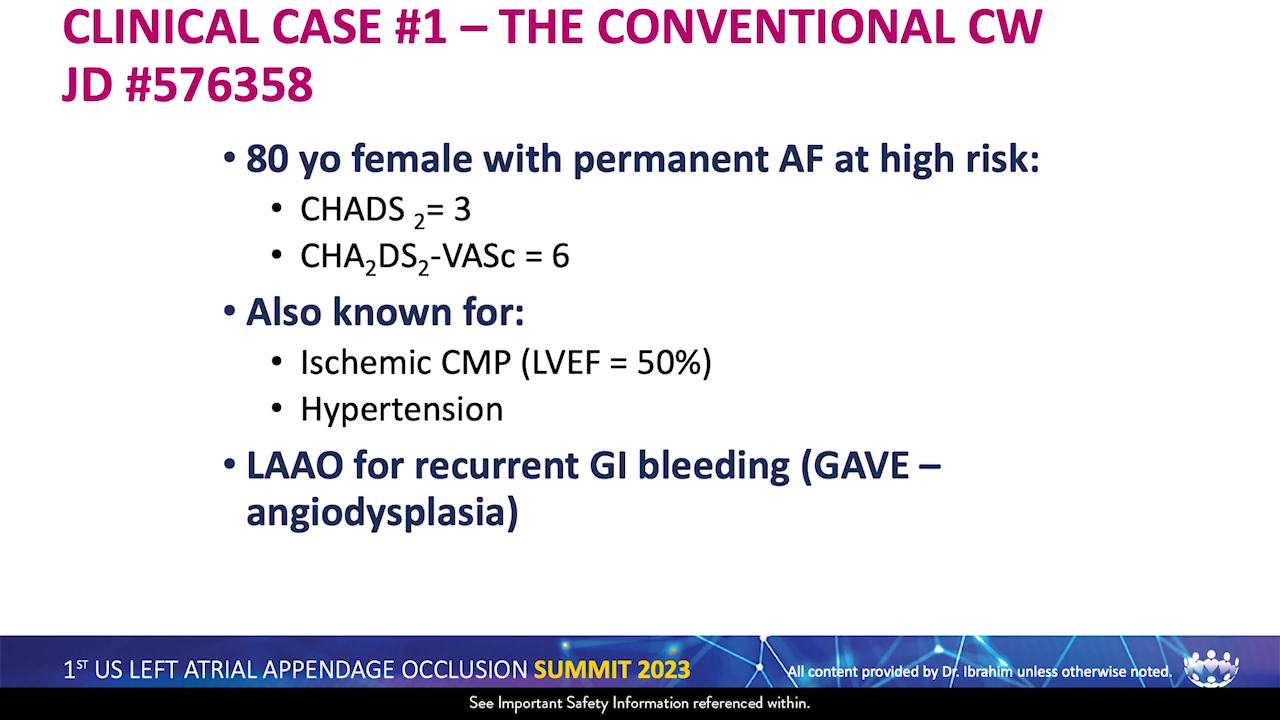 CLINICAL CASE #1 – THE CONVENTIONAL CW
JD #576358
• 80 yo female with permanent AF at high risk:
• CHADS ₂= 3
• CHA₂DS₂-VASc = 6
• Also known for:
• Ischemic CMP (LVEF = 50%)
• Hypertension
• LAAO for recurrent GI bleeding (GAVE –
angiodysplasia)
1ST US LEFT ATRIAL APPENDAGE OCCLUSION SUMMIT 2023
All content provided by Dr. Ibrahim unless otherwise noted.
See Important Safety Information referenced within.